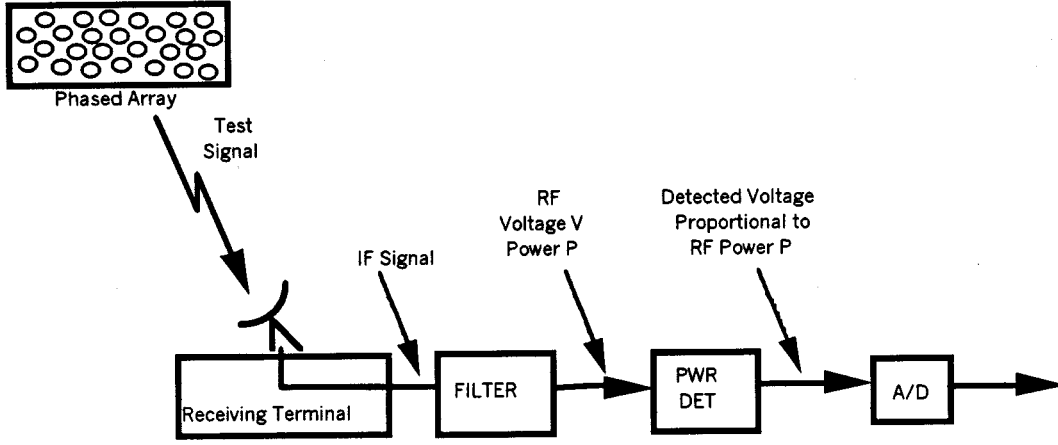 Phased Array
Test
Signal
IF Signal
RF
Voltage V
Power P
Detected Voltage
Proportional to
RF Power P
Receiving Terminal
FILTER
PWR
DET
A/D